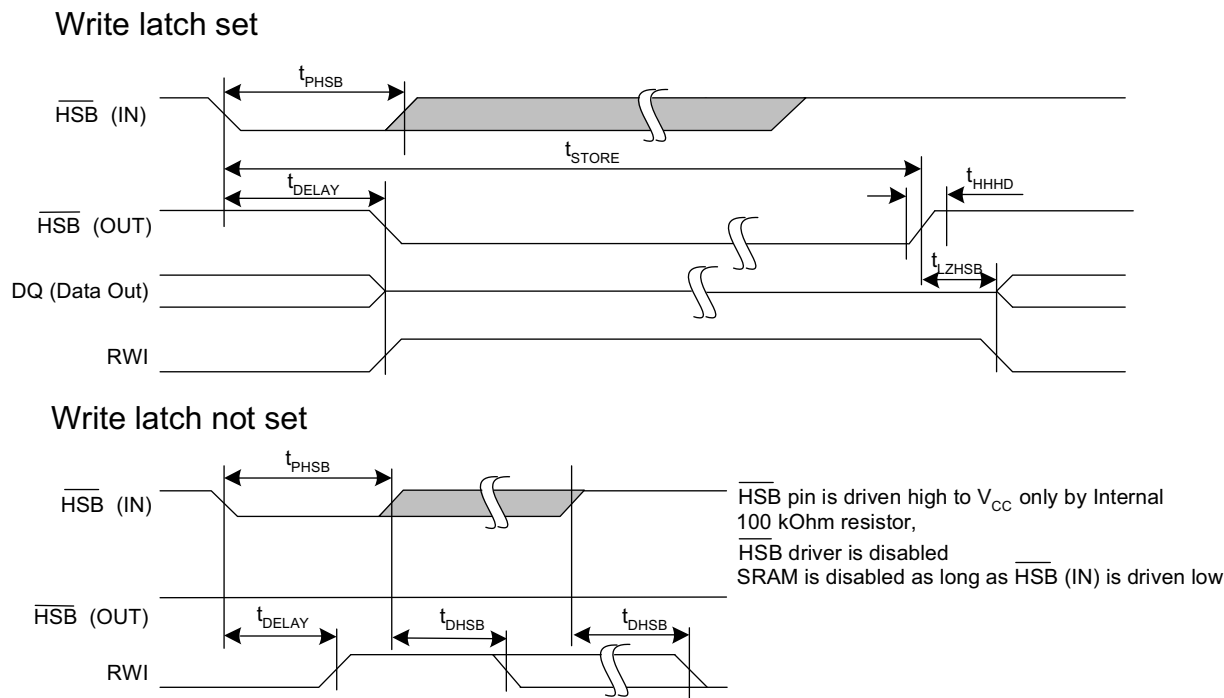 Write latch set
tPHSB
HSB (IN)
tSTORE
tDELAY
tHHHD
HSB (OUT)
tLZHSB
DQ (Data Out)
RWI
Write latch not set
tPHSB
HSB (IN)
HSB pin is driven high to VCC only by Internal
100 kOhm resistor,
HSB driver is disabled
SRAM is disabled as long as HSB (IN) is driven low
HSB (OUT)
tDELAY
tDHSB
tDHSB
RWI